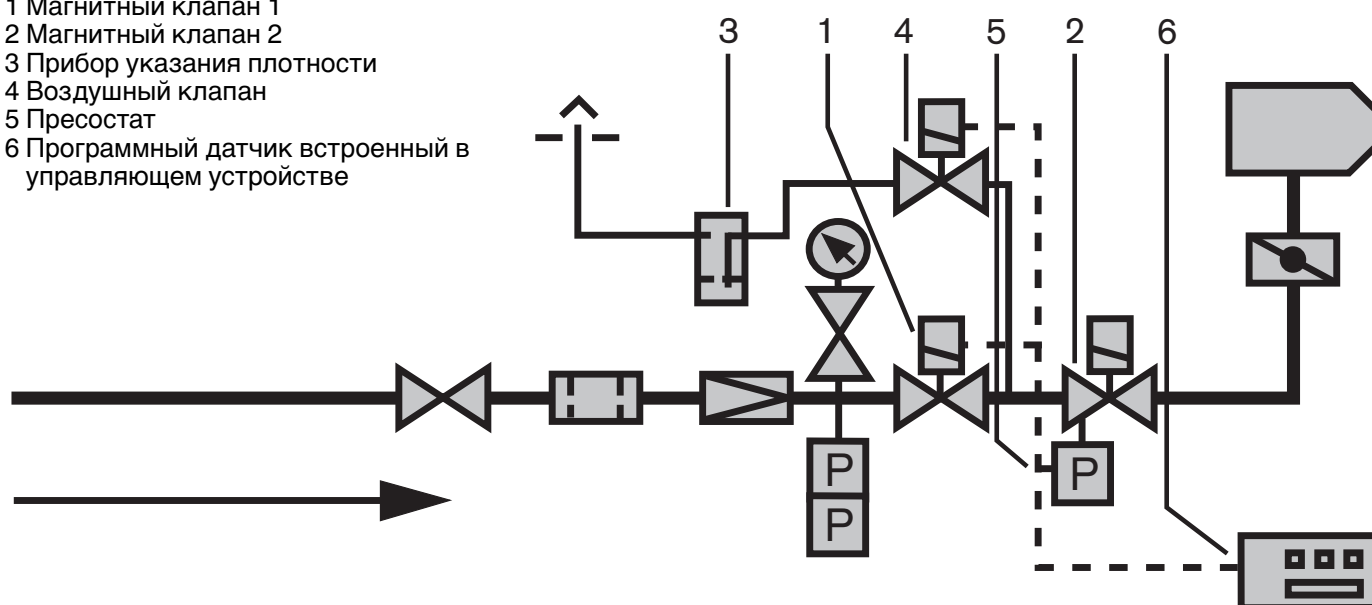 1 Магнитный клапан 1
2 Магнитный клапан 2
3 Прибор указания плотности
4 Воздушный клапан
5 Пресостат
6 Программный датчик встроенный в
управляющем устройстве
3 1 4 5 2 6
P
P
P